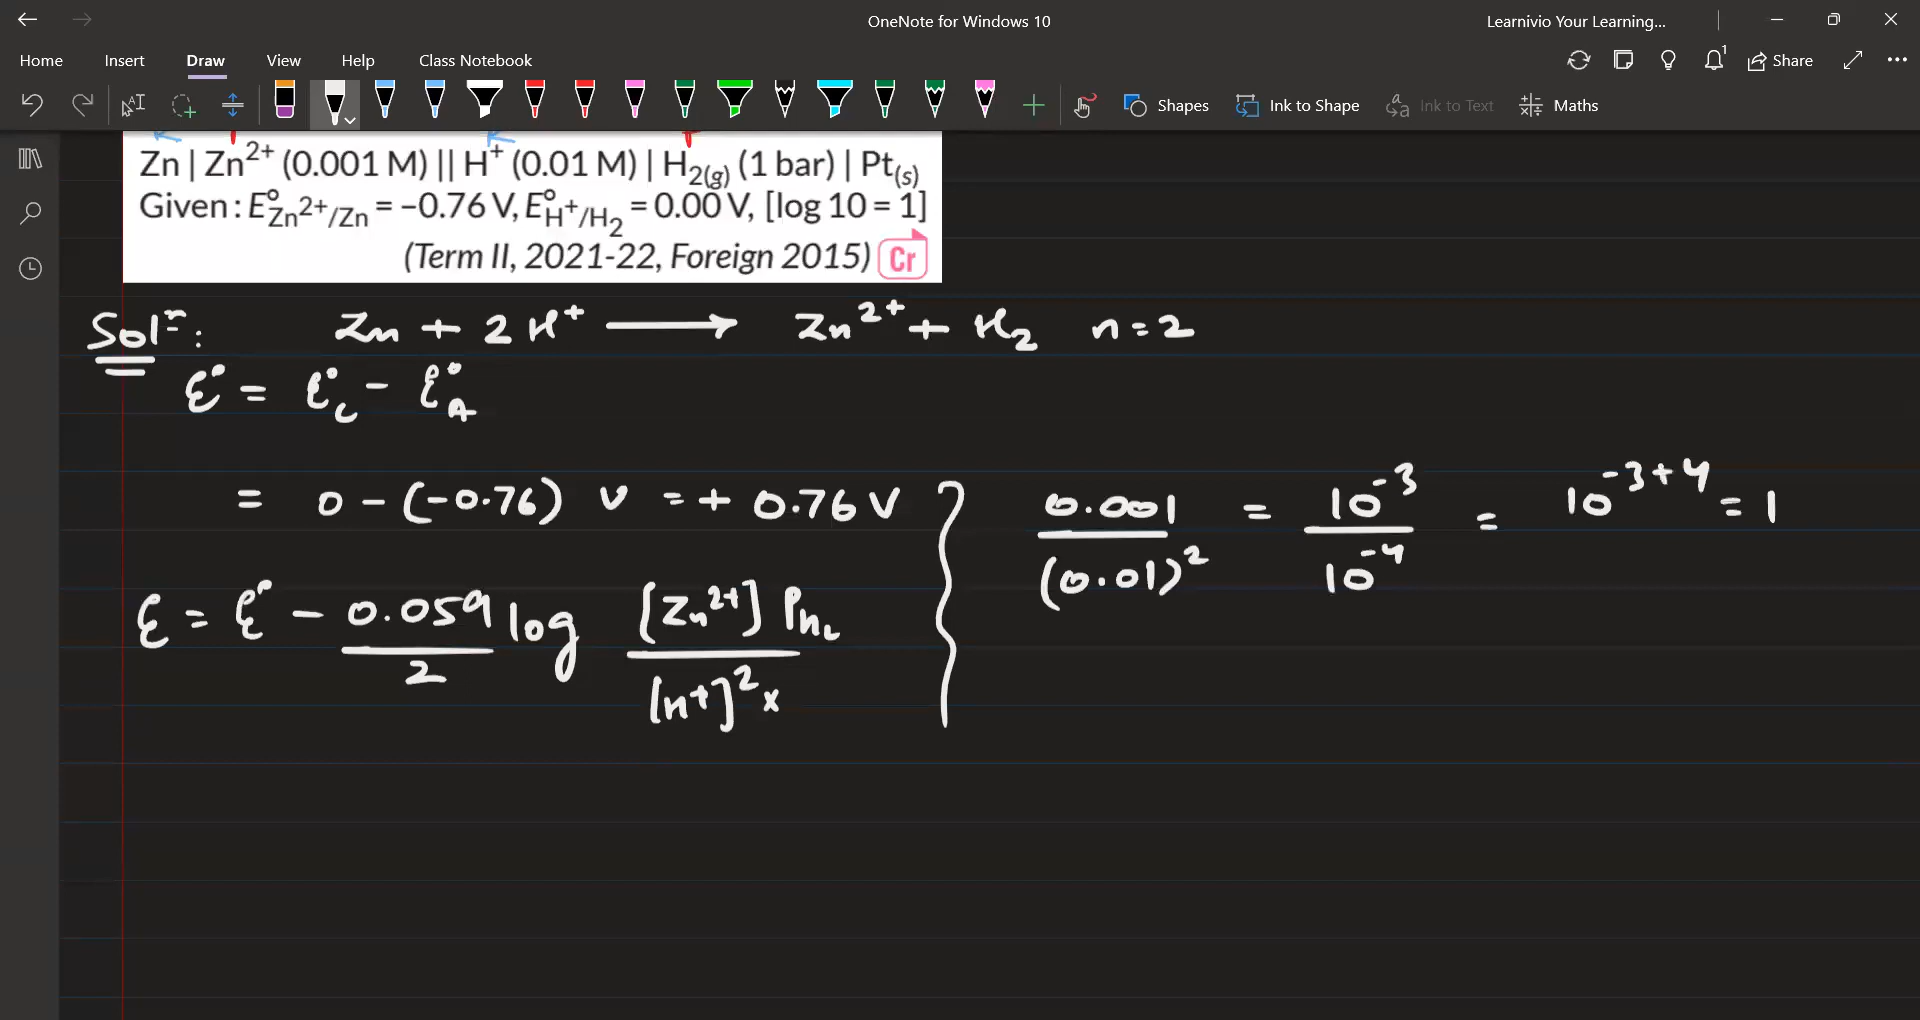 OneNote for Windows 10
Learnivio Your Learning...
Home Insert Draw View Help Class Notebook
1 Share
Shapes Ink to Shape Ink to Text Maths
Zn | Zn²⁺ (0.001 M) || H⁺ (0.01 M) | H₂(g) (1 bar) | Pt(s)
Given : E°Zn²⁺/Zn = −0.76 V, E°H⁺/H₂ = 0.00 V, [log 10 = 1]
(Term II, 2021-22, Foreign 2015) Cr
Solⁿ: Zn + 2H⁺ ⟶ Zn²⁺ + H₂ n = 2
E° = E°C − E°A
= 0 − (−0.76) V = + 0.76 V
0.001 / (0.01)² = 10⁻³ / 10⁻⁴ = 10⁻³⁺⁴ = 1
E = E° − 0.059 / 2 log [Zn²⁺] PH₂ / [H⁺]² ×